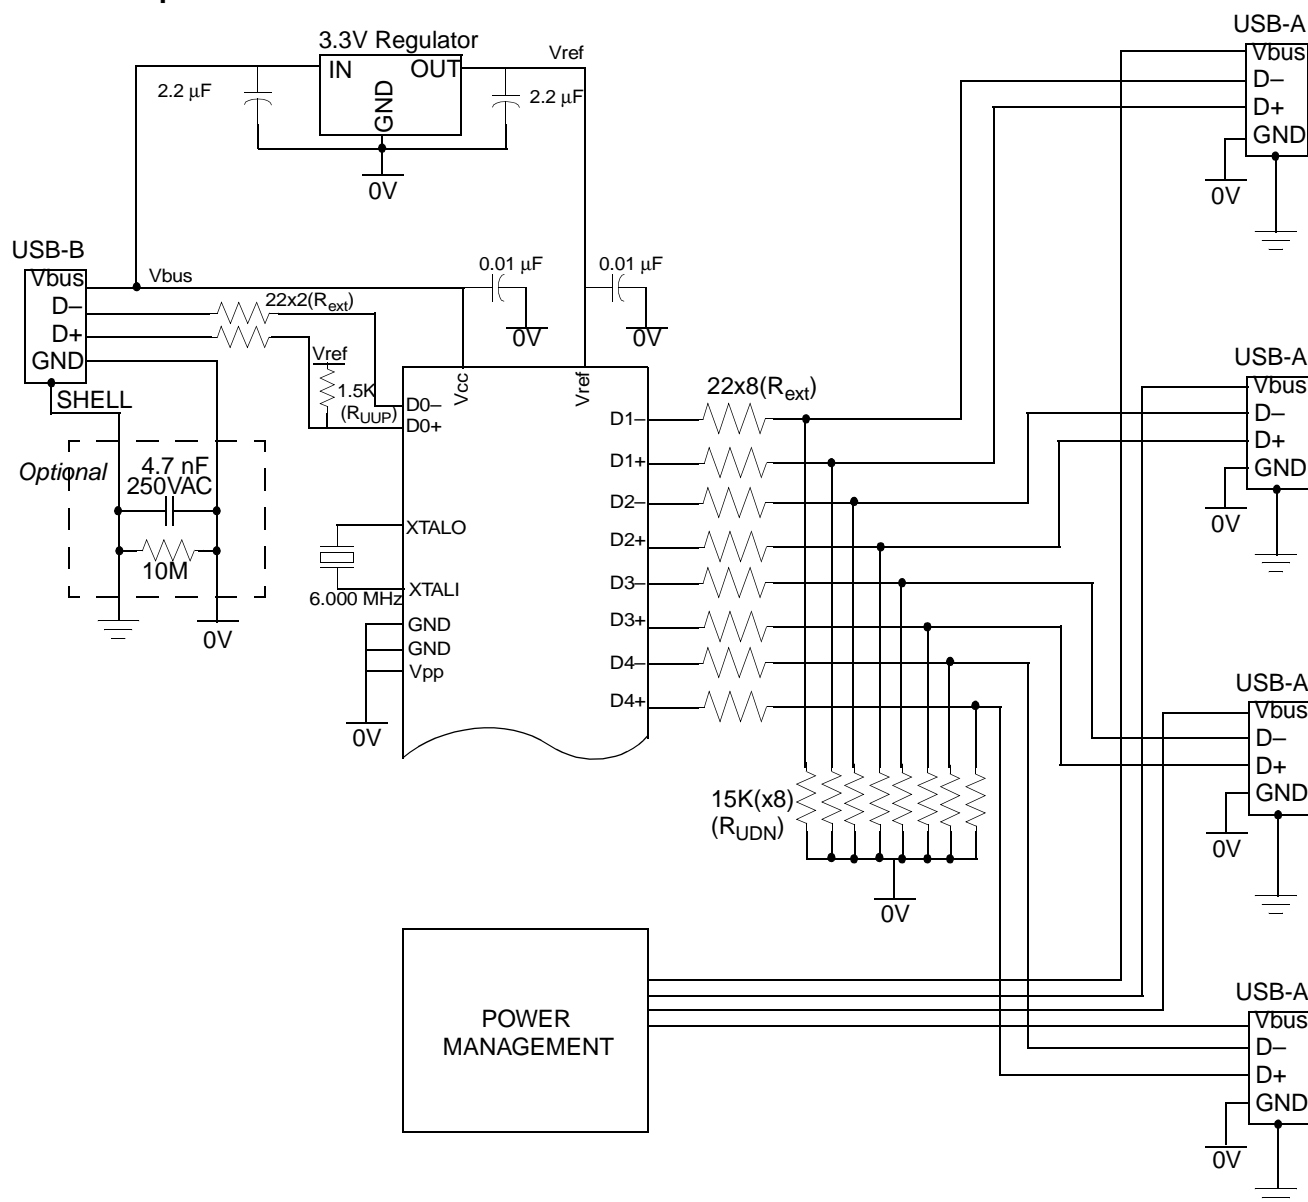 USB-A
3.3V Regulator
Vref
Vbus
IN
OUT
D–
2.2 µF
2.2 µF
GND
D+
GND
0V
0V
USB-B
Vbus
Vbus
0.01 µF
0.01 µF
D–
22x2(Rext)
D+
0V
0V
GND
Vref
USB-A
SHELL
1.5K
(RUUP)
D0–
D0+
Vcc
Vref
22x8(Rext)
Vbus
D–
D+
GND
0V
D1–
D1+
D2–
D2+
D3–
D3+
D4–
D4+
Optional
4.7 nF
250VAC
10M
0V
XTALO
XTALI
6.000 MHz
GND
GND
Vpp
0V
USB-A
Vbus
D–
D+
GND
0V
15K(x8)
(RUDN)
0V
POWER
MANAGEMENT
USB-A
Vbus
D–
D+
GND
0V